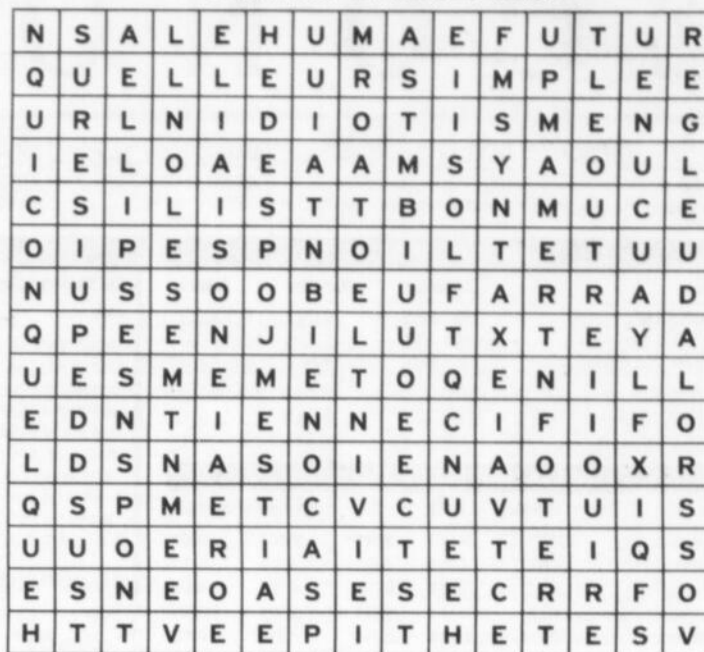 N S A L E H U M A E F U T U R
Q U E L L E U R S I M P L E E
U R L N I D I O T I S M E N G
I E L O A E A A M S Y A O U L
C S I L I S T T B O N M U C E
O I P E S P N O I L T E T U U
N U S S O O B E U F A R R A D
Q P E E N J I L U T X T E Y A
U E S M E M E T O Q E N I L L
E D N T I E N N E C I F I F O
L D S N A S O I E N A O O X R
Q S P M E T C V C U V T U I S
U U O E R I A I T E T E I Q S
E S N E O A S E S E C R R F O
H T T V E E P I T H E T E S V